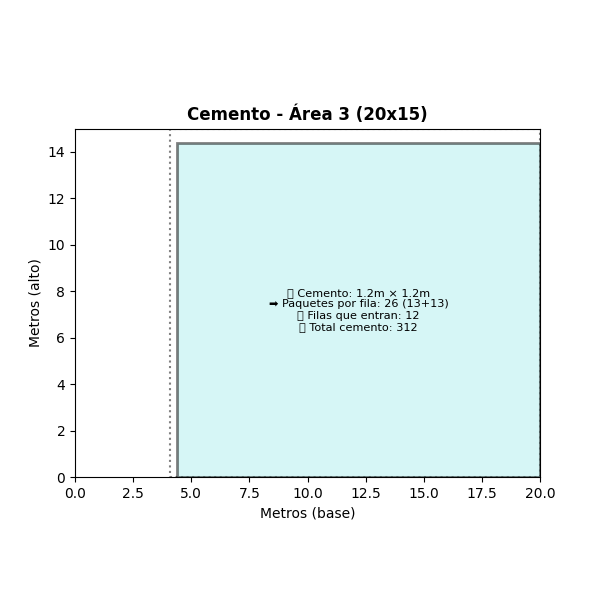 Cemento - Área 3 (20x15)
Metros (alto)
14
12
10
8
6
4
2
0
Cemento: 1.2m × 1.2m
➡ Paquetes por fila: 26 (13+13)
Filas que entran: 12
Total cemento: 312
0.0 2.5 5.0 7.5 10.0 12.5 15.0 17.5 20.0
Metros (base)